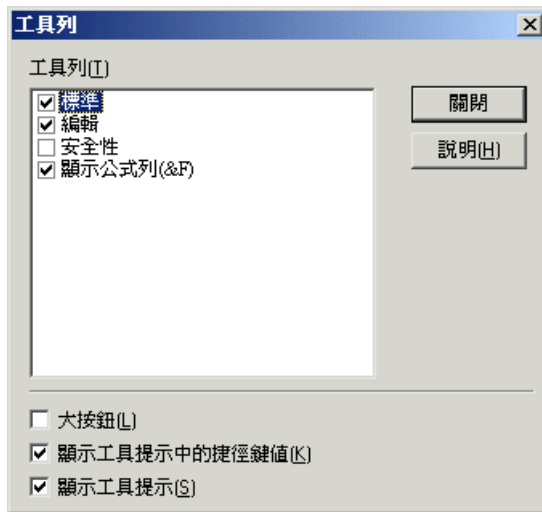 工具列
工具列(T)
標準
編輯
安全性
顯示公式列(&F)
關閉
說明(H)
大按鈕(L)
顯示工具提示中的捷徑鍵值(K)
顯示工具提示(S)